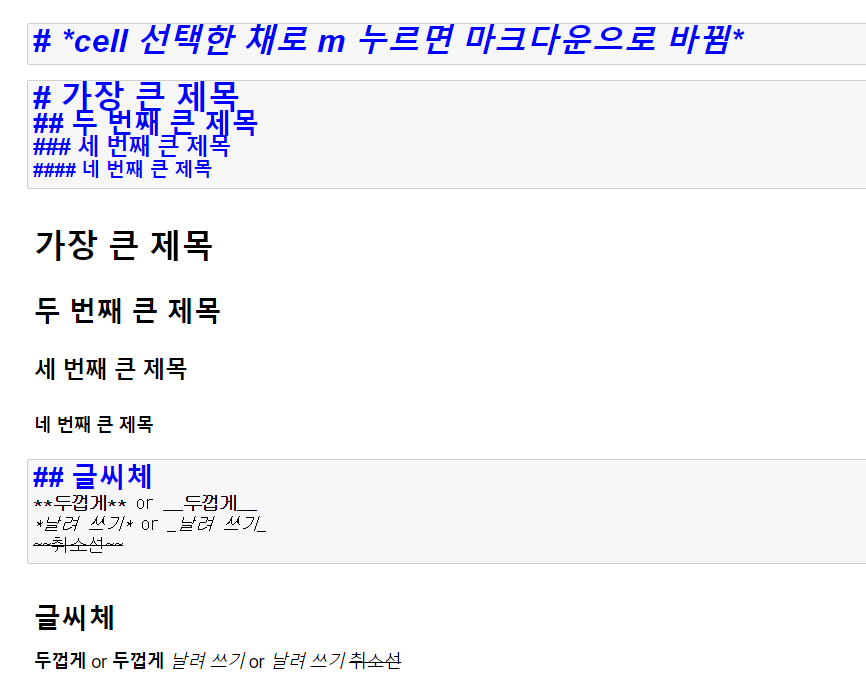 # *cell 선택한 채로 m 누르면 마크다운으로 바뀜*
# 가장 큰 제목
## 두 번째 큰 제목
### 세 번째 큰 제목
#### 네 번째 큰 제목
가장 큰 제목
두 번째 큰 제목
세 번째 큰 제목
네 번째 큰 제목
## 글씨체
**두껍게** or __두껍게__
*날려 쓰기* or _날려 쓰기_
~~취소선~~
글씨체
두껍게 or 두껍게 날려 쓰기 or 날려 쓰기 취소선